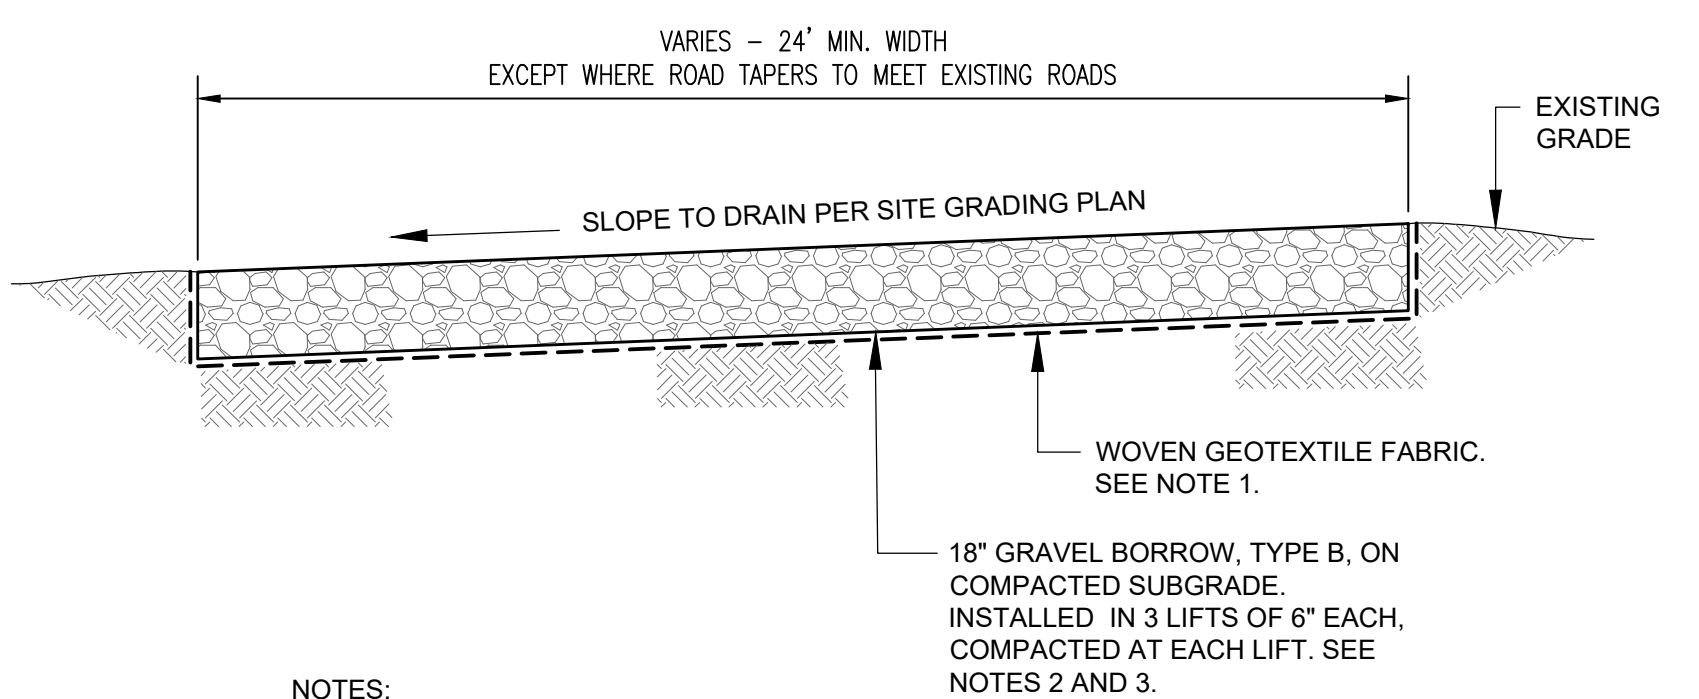 VARIES – 24' MIN. WIDTH
EXCEPT WHERE ROAD TAPERS TO MEET EXISTING ROADS
EXISTING
GRADE
SLOPE TO DRAIN PER SITE GRADING PLAN
WOVEN GEOTEXTILE FABRIC.
SEE NOTE 1.
18" GRAVEL BORROW, TYPE B, ON
COMPACTED SUBGRADE.
INSTALLED IN 3 LIFTS OF 6" EACH,
COMPACTED AT EACH LIFT. SEE
NOTES 2 AND 3.
NOTES: